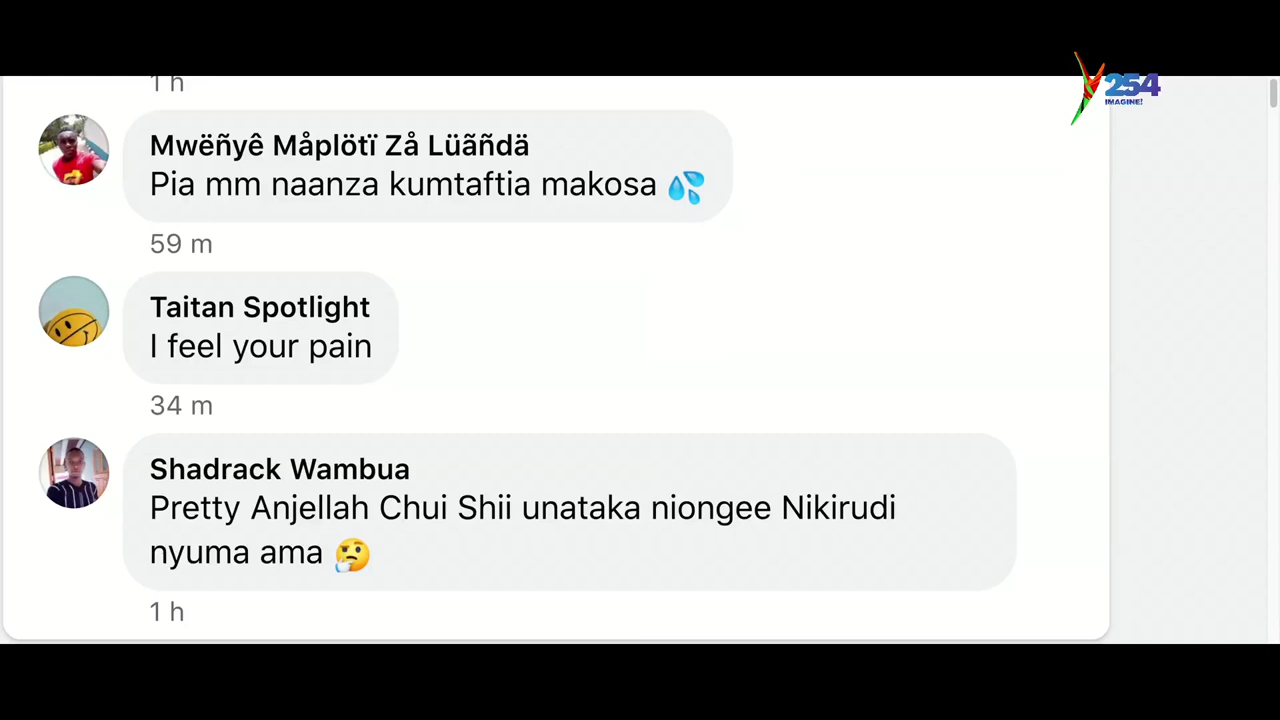 1 h
254
IMAGINE!
Mwëñyê Måplötï Zå Lüãñdä
Pia mm naanza kumtaftia makosa 💦
59 m
Taitan Spotlight
I feel your pain
34 m
Shadrack Wambua
Pretty Anjellah Chui Shii unataka niongee Nikirudi
nyuma ama 🤔
1 h